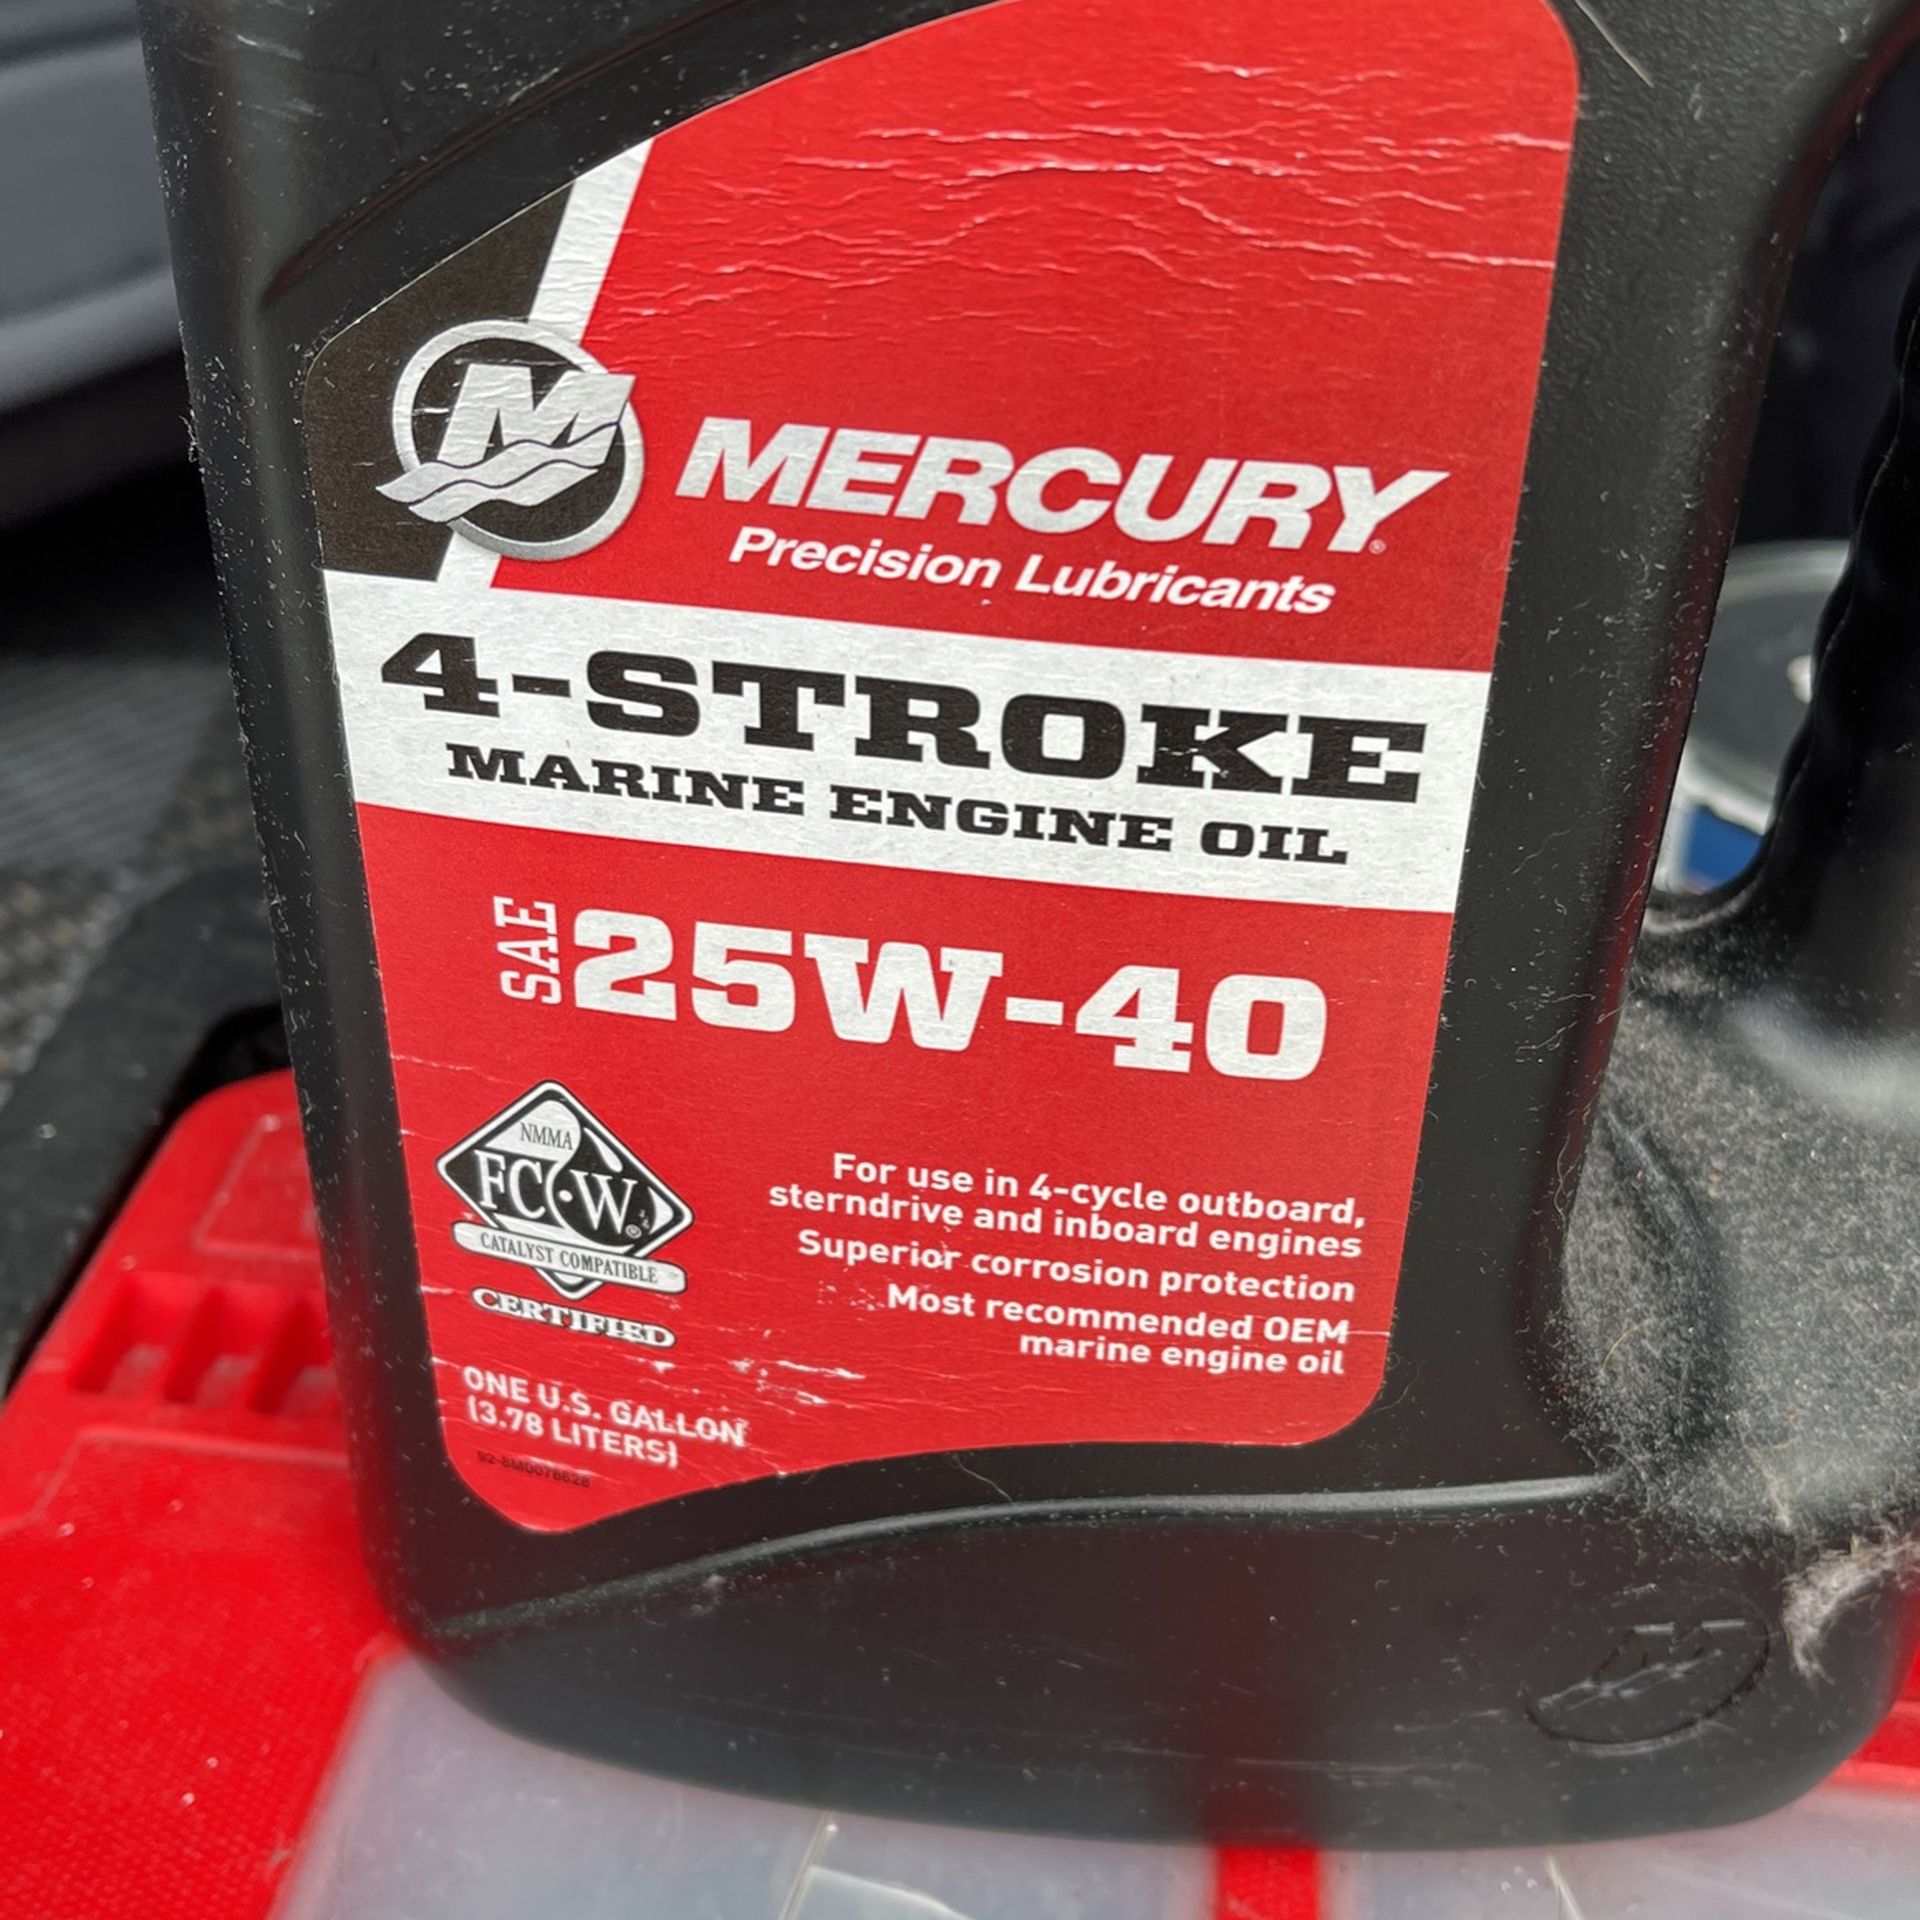 M
MERCURY
Precision Lubricants
4-STROKE
MARINE ENGINE OIL
SAE 25W-40
NMMA
FC-W®
CATALYST COMPATIBLE
CERTIFIED
For use in 4-cycle outboard,
sterndrive and inboard engines
Superior corrosion protection
Most recommended OEM
marine engine oil
ONE U.S. GALLON
(3.78 LITERS)
92-8M0078628